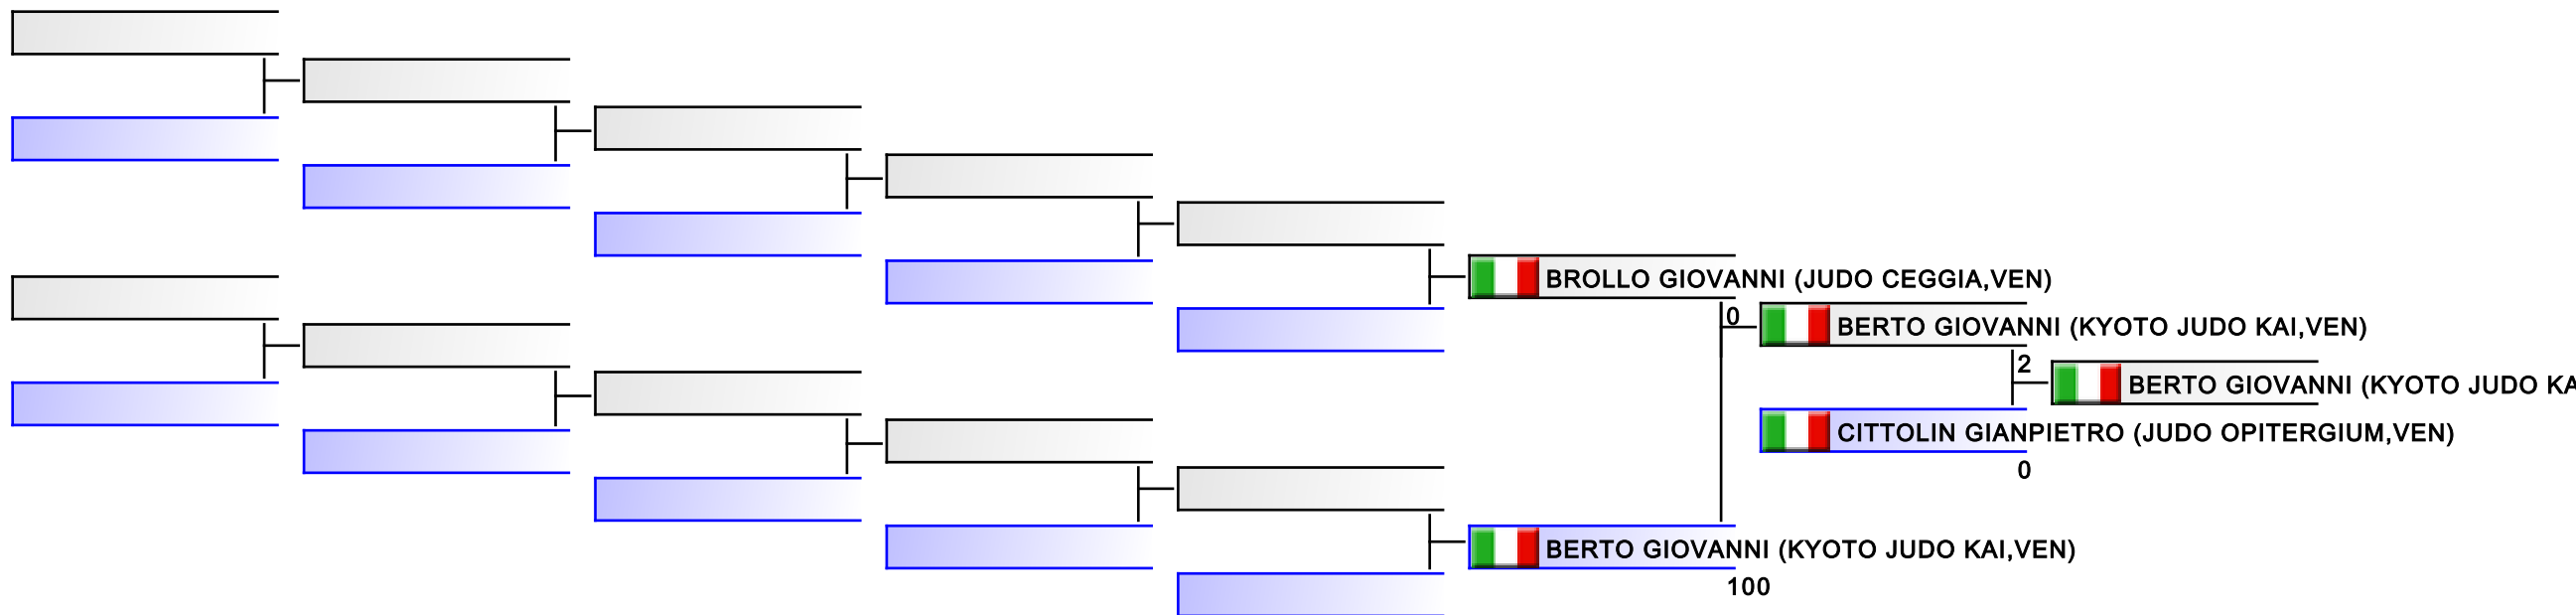 BROLLO GIOVANNI (JUDO CEGGIA,VEN)
0
BERTO GIOVANNI (KYOTO JUDO KAI,VEN)
2
BERTO GIOVANNI (KYOTO JUDO KA
CITTOLIN GIANPIETRO (JUDO OPITERGIUM,VEN)
0
BERTO GIOVANNI (KYOTO JUDO KAI,VEN)
100